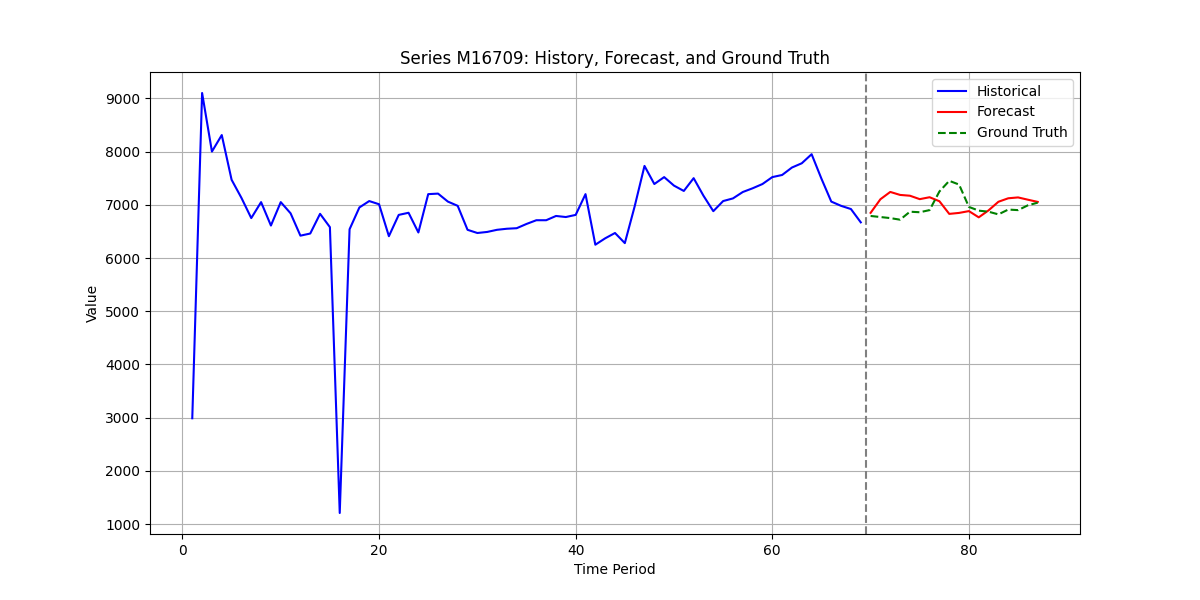 Series M16709: History, Forecast, and Ground Truth
Historical
Forecast
Ground Truth
9000
8000
7000
6000
5000
4000
3000
2000
1000
Value
0 20 40 60 80
Time Period